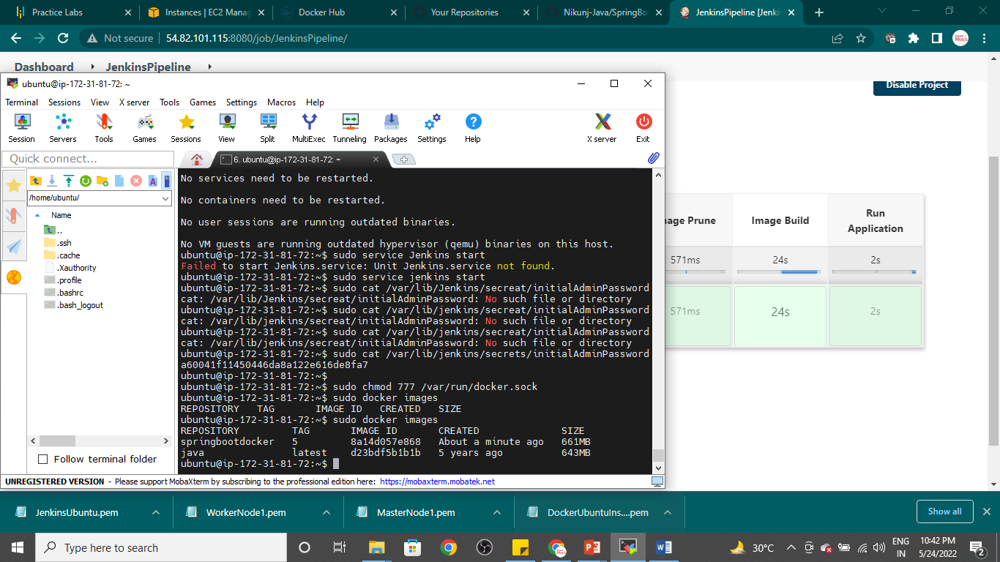 Practice Labs
Instances | EC2 Manag
Docker Hub
Your Repositories
Nikunj-Java/SpringBo
JenkinsPipeline [Jenki
Not secure | 54.82.101.115:8080/job/JenkinsPipeline/
Dashboard JenkinsPipeline
Disable Project
ubuntu@ip-172-31-81-72: ~
Terminal Sessions View X server Tools Games Settings Macros Help
Session Servers Tools Games Sessions View Split MultiExec Tunneling Packages Settings Help X server Exit
Quick connect...
6. ubuntu@ip-172-31-81-72: ~
/home/ubuntu/
Name
..
.ssh
.cache
.Xauthority
.profile
.bashrc
.bash_logout
Follow terminal folder
No services need to be restarted.
No containers need to be restarted.
No user sessions are running outdated binaries.
No VM guests are running outdated hypervisor (qemu) binaries on this host.
ubuntu@ip-172-31-81-72:~$ sudo service Jenkins start
Failed to start Jenkins.service: Unit Jenkins.service not found.
ubuntu@ip-172-31-81-72:~$ sudo service jenkins start
ubuntu@ip-172-31-81-72:~$ sudo cat /var/lib/Jenkins/secreat/initialAdminPassword
cat: /var/lib/Jenkins/secreat/initialAdminPassword: No such file or directory
ubuntu@ip-172-31-81-72:~$ sudo cat /var/lib/jenkins/secreat/initialAdminPassword
cat: /var/lib/jenkins/secreat/initialAdminPassword: No such file or directory
ubuntu@ip-172-31-81-72:~$ sudo cat /var/lib/jenkins/secreat/initialAdminPassword
cat: /var/lib/jenkins/secreat/initialAdminPassword: No such file or directory
ubuntu@ip-172-31-81-72:~$ sudo cat /var/lib/jenkins/secrets/initialAdminPassword
a60041f11450446da8a122e616de8fa7
ubuntu@ip-172-31-81-72:~$
ubuntu@ip-172-31-81-72:~$ sudo chmod 777 /var/run/docker.sock
ubuntu@ip-172-31-81-72:~$ sudo docker images
REPOSITORY TAG IMAGE ID CREATED SIZE
ubuntu@ip-172-31-81-72:~$ sudo docker images
REPOSITORY TAG IMAGE ID CREATED SIZE
springbootdocker 5 8a14d057e868 About a minute ago 661MB
java latest d23bdf5b1b1b 5 years ago 643MB
ubuntu@ip-172-31-81-72:~$
age Prune
Image Build
Run
Application
571ms 24s 2s
571ms 24s 2s
UNREGISTERED VERSION - Please support MobaXterm by subscribing to the professional edition here: https://mobaxterm.mobatek.net
JenkinsUbuntu.pem
WorkerNode1.pem
MasterNode1.pem
DockerUbuntuIns....pem
Show all
Type here to search
30°C
ENG
IN
10:42 PM
5/24/2022
2